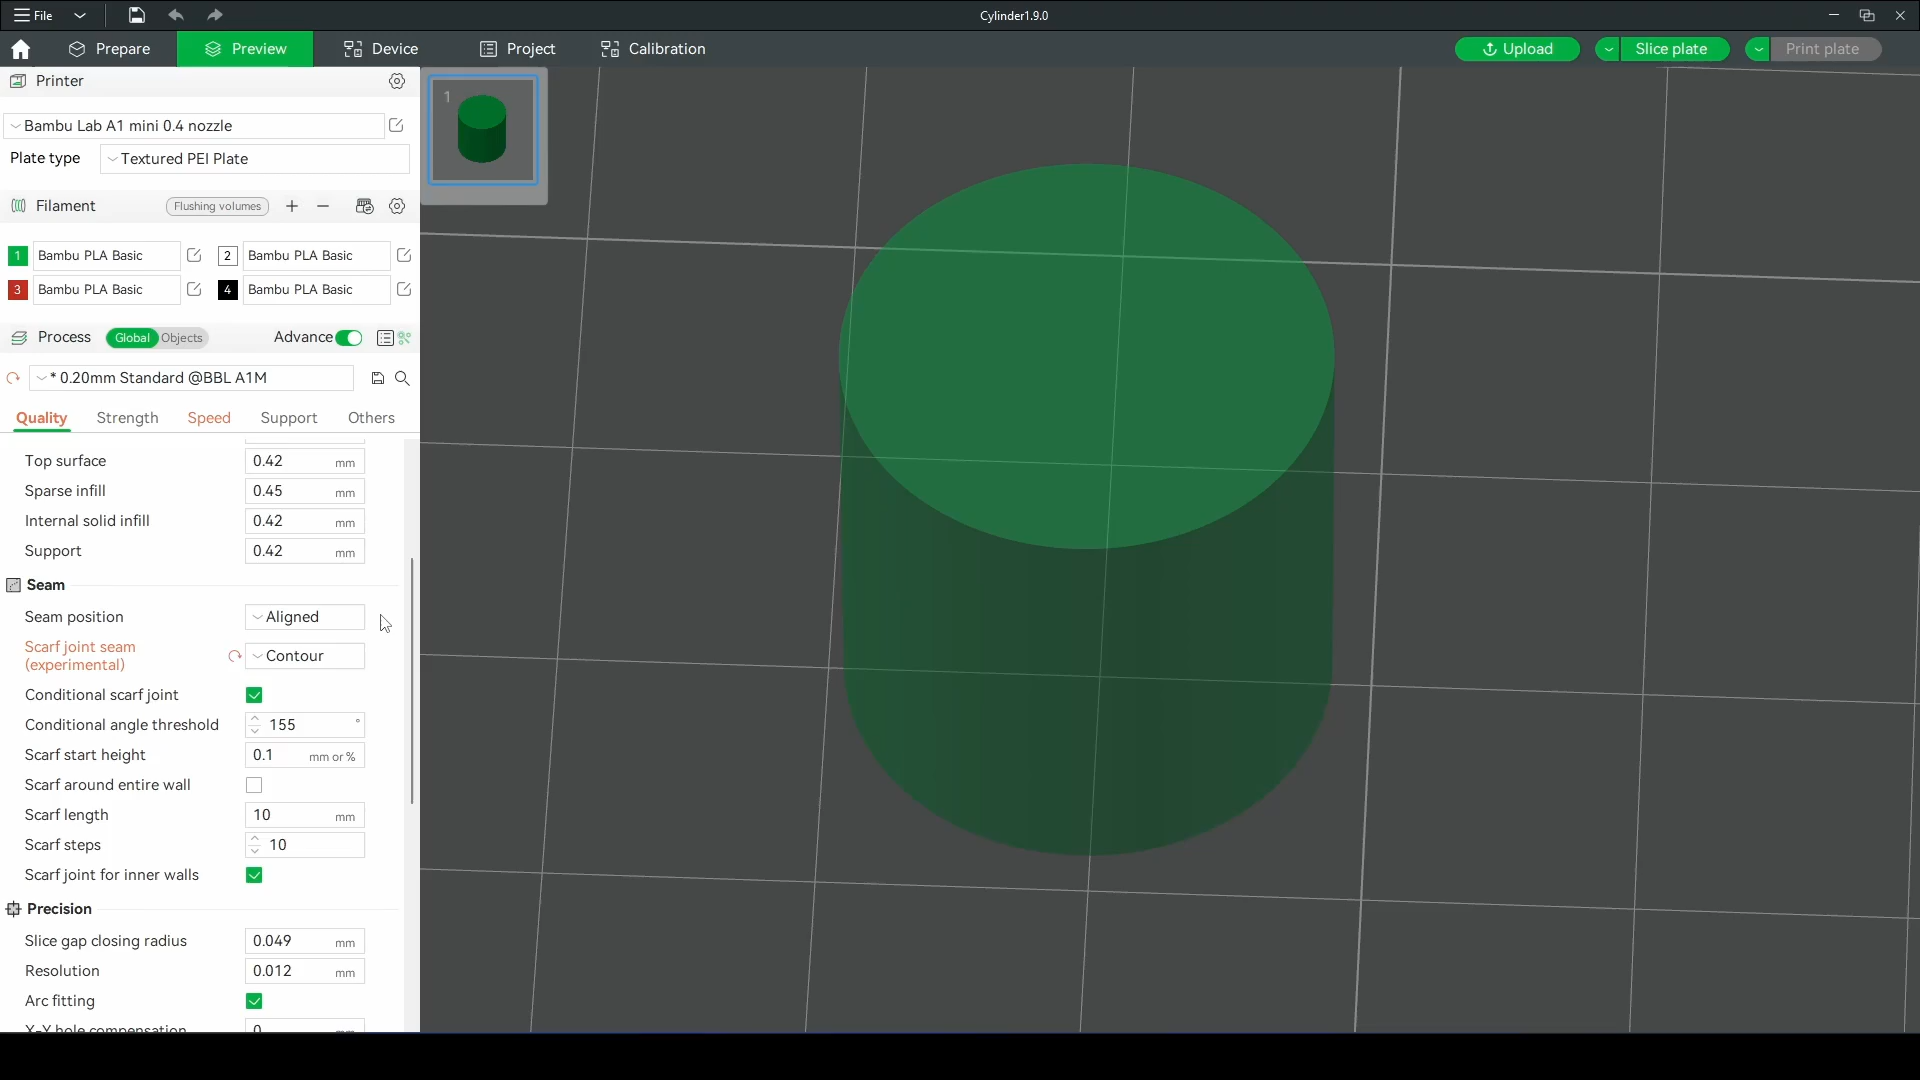 File
Cylinder1.9.0
Prepare
Preview
Device
Project
Calibration
Upload
Slice plate
Print plate
Printer
Bambu Lab A1 mini 0.4 nozzle
Plate type
Textured PEI Plate
1
Filament
Flushing volumes
1 Bambu PLA Basic
2 Bambu PLA Basic
3 Bambu PLA Basic
4 Bambu PLA Basic
Process
Global
Objects
Advance
* 0.20mm Standard @BBL A1M
Quality
Strength
Speed
Support
Others
Top surface 0.42 mm
Sparse infill 0.45 mm
Internal solid infill 0.42 mm
Support 0.42 mm
Seam
Seam position Aligned
Scarf joint seam
(experimental)
Contour
Conditional scarf joint
Conditional angle threshold 155 °
Scarf start height 0.1 mm or %
Scarf around entire wall
Scarf length 10 mm
Scarf steps 10
Scarf joint for inner walls
Precision
Slice gap closing radius 0.049 mm
Resolution 0.012 mm
Arc fitting
X-Y hole compensation 0 mm